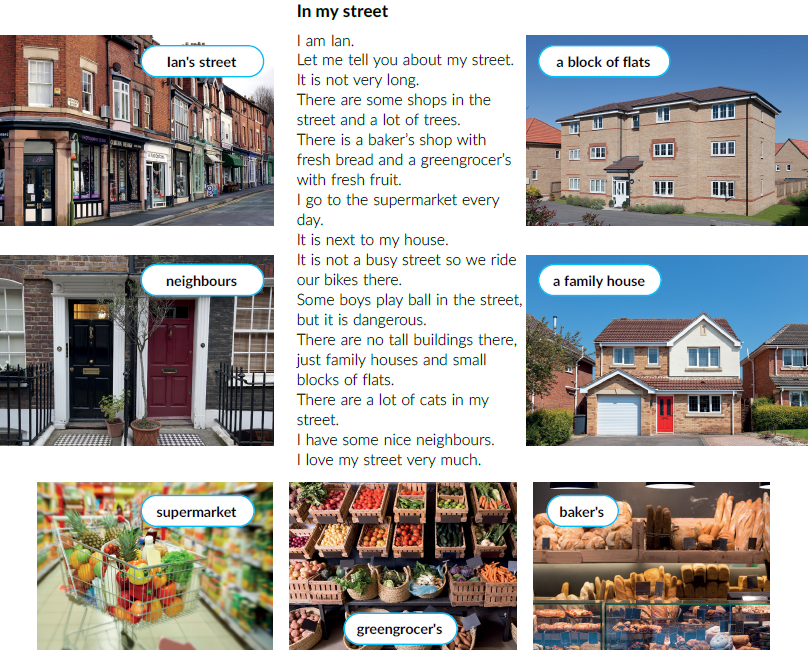 In my street
Ian's street
I am Ian.
Let me tell you about my street.
It is not very long.
There are some shops in the
street and a lot of trees.
There is a baker's shop with
fresh bread and a greengrocer's
with fresh fruit.
I go to the supermarket every
day.
It is next to my house.
It is not a busy street so we ride
our bikes there.
Some boys play ball in the street,
but it is dangerous.
There are no tall buildings there,
just family houses and small
blocks of flats.
There are a lot of cats in my
street.
I have some nice neighbours.
I love my street very much.
a block of flats
neighbours
a family house
supermarket
greengrocer's
baker's